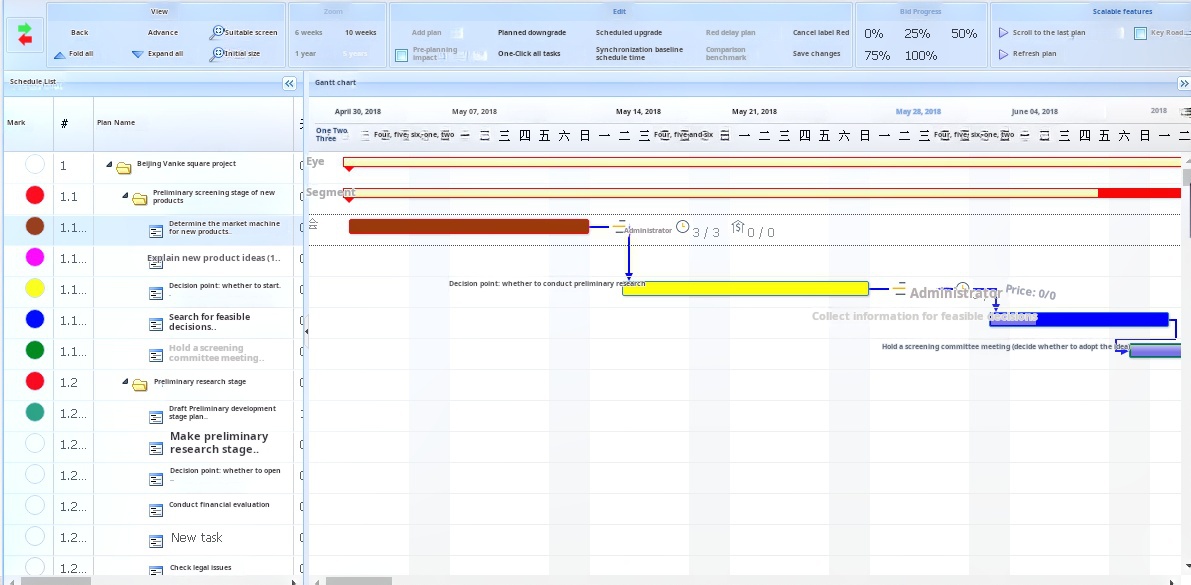 View
Zoom
Edit
Bid Progress
Scalable features
Back
Advance
Suitable screen
6 weeks
10 weeks
Add plan
Planned downgrade
Scheduled upgrade
Red delay plan
Cancel label Red
0%
25%
50%
Scroll to the last plan
Key Road...
Fold all
Expand all
Initial size
1 year
5 years
Pre-planning impact
One-Click all tasks
Synchronization baseline schedule time
Comparison benchmark
Save changes
75%
100%
Refresh plan
Schedule List
Gantt chart
Mark
#
Plan Name
April 30, 2018
May 07, 2018
May 14, 2018
May 21, 2018
May 28, 2018
June 04, 2018
2018
One Two Three
Four, five, six, one, two
二 三 三 四 五 六 日 一 二 三
Four, five and six
日 一 二 三 四 五 六 日 一 二 三
Four, five, six, one, two
二 三 三 四 五 六 日 一 二
1
Beijing Vanke square project
Eye
1.1
Preliminary screening stage of new products
Segment
1.1...
Determine the market machine for new products..
Administrator
3 / 3
0 / 0
1.1...
Explain new product ideas (1..
1.1...
Decision point: whether to start.
.
Decision point: whether to conduct preliminary research
Administrator
Price: 0/0
1.1...
Search for feasible decisions..
Collect information for feasible decisions
1.1...
Hold a screening committee meeting..
Hold a screening committee meeting (decide whether to adopt the idea
1.2
Preliminary research stage
1.2...
Draft Preliminary development stage plan..
1.2...
Make preliminary research stage..
1.2...
Decision point: whether to open
..
1.2...
Conduct financial evaluation
1.2...
New task
1.2...
Check legal issues